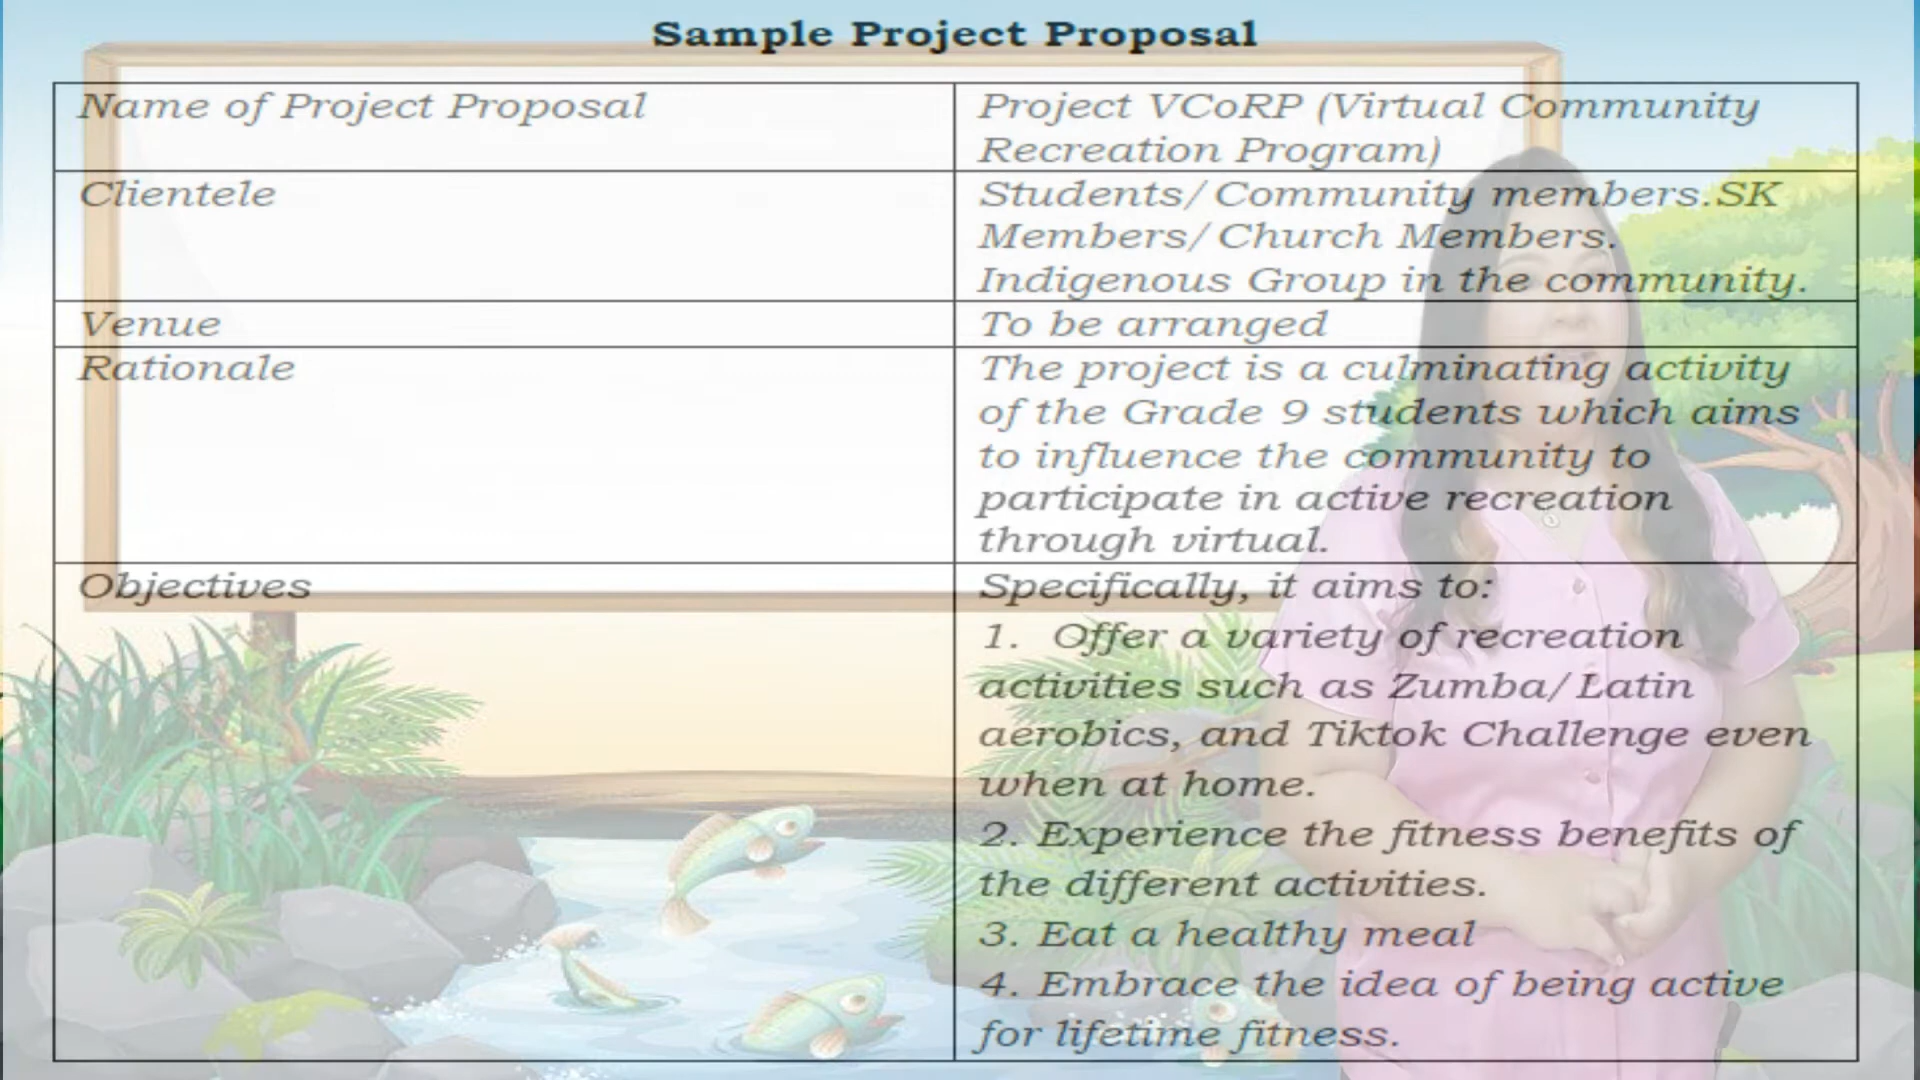 Sample Project Proposal
Name of Project Proposal
Project VCoRP (Virtual Community
Recreation Program)
Clientele
Students/ Community members.SK
Members/ Church Members.
Indigenous Group in the community.
Venue
To be arranged
Rationale
The project is a culminating activity
of the Grade 9 students which aims
to influence the community to
participate in active recreation
through virtual.
Objectives
Specifically, it aims to:
1. Offer a variety of recreation
activities such as Zumba/ Latin
aerobics, and Tiktok Challenge even
when at home.
2. Experience the fitness benefits of
the different activities.
3. Eat a healthy meal
4. Embrace the idea of being active
for lifetime fitness.